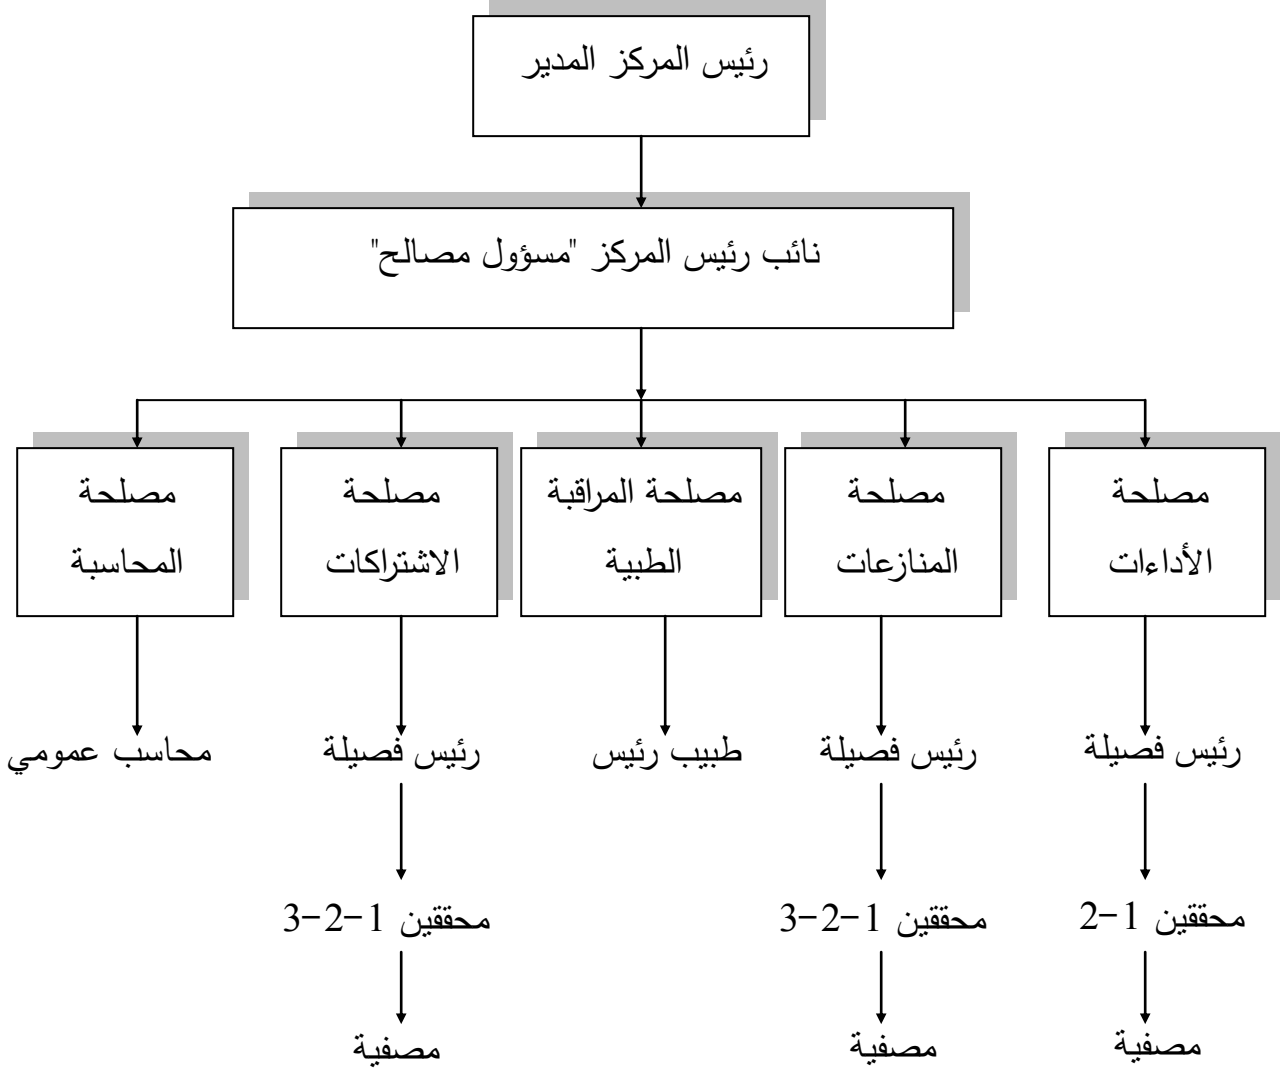 رئيس المركز المدير
نائب رئيس المركز "مسؤول مصالح"
مصلحة
الأداءات
مصلحة
المنازعات
مصلحة المراقبة
الطبية
مصلحة
الاشتراكات
مصلحة
المحاسبة
رئيس فصيلة
رئيس فصيلة
طبيب رئيس
رئيس فصيلة
محاسب عمومي
محققين 1-2
محققين 1-2-3
محققين 1-2-3
مصفية
مصفية
مصفية